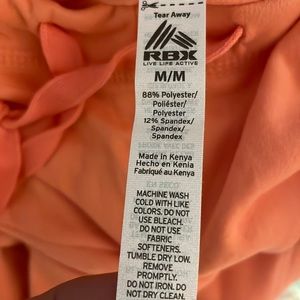 Tear Away
RBX
LIVE LIFE ACTIVE
M/M
88% Polyester/
Poliéster/
Polyester
12% Spandex/
Spandex/
Spandex
Made in Kenya
Hecho en Kenia
Fabriqué au Kenya
MACHINE WASH
COLD WITH LIKE
COLORS. DO NOT
USE BLEACH.
DO NOT USE
FABRIC
SOFTENERS.
TUMBLE DRY LOW.
REMOVE
PROMPTLY.
DO NOT IRON. DO
NOT DRY CLEAN.